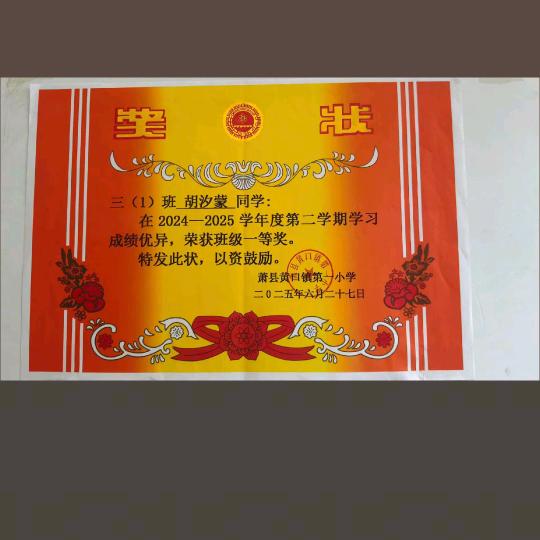 奖 状
三（1）班 胡汐蒙 同学:
在 2024—2025 学年度第二学期学习
成绩优异，荣获班级一等奖。
特发此状，以资鼓励。
萧县黄口镇第一小学
二0二五年六月二十七日